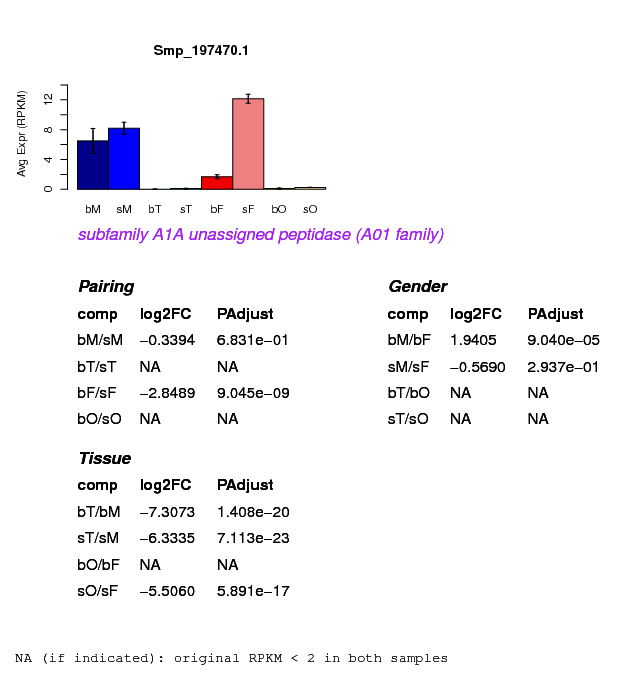 Smp_197470.1
Avg Expr (RPKM)
12
8
4
0
bM sM bT sT bF sF bO sO
subfamily A1A unassigned peptidase (A01 family)
Pairing
comp log2FC PAdjust
bM/sM −0.3394 6.831e−01
bT/sT NA NA
bF/sF −2.8489 9.045e−09
bO/sO NA NA
Gender
comp log2FC PAdjust
bM/bF 1.9405 9.040e−05
sM/sF −0.5690 2.937e−01
bT/bO NA NA
sT/sO NA NA
Tissue
comp log2FC PAdjust
bT/bM −7.3073 1.408e−20
sT/sM −6.3335 7.113e−23
bO/bF NA NA
sO/sF −5.5060 5.891e−17
NA (if indicated): original RPKM < 2 in both samples